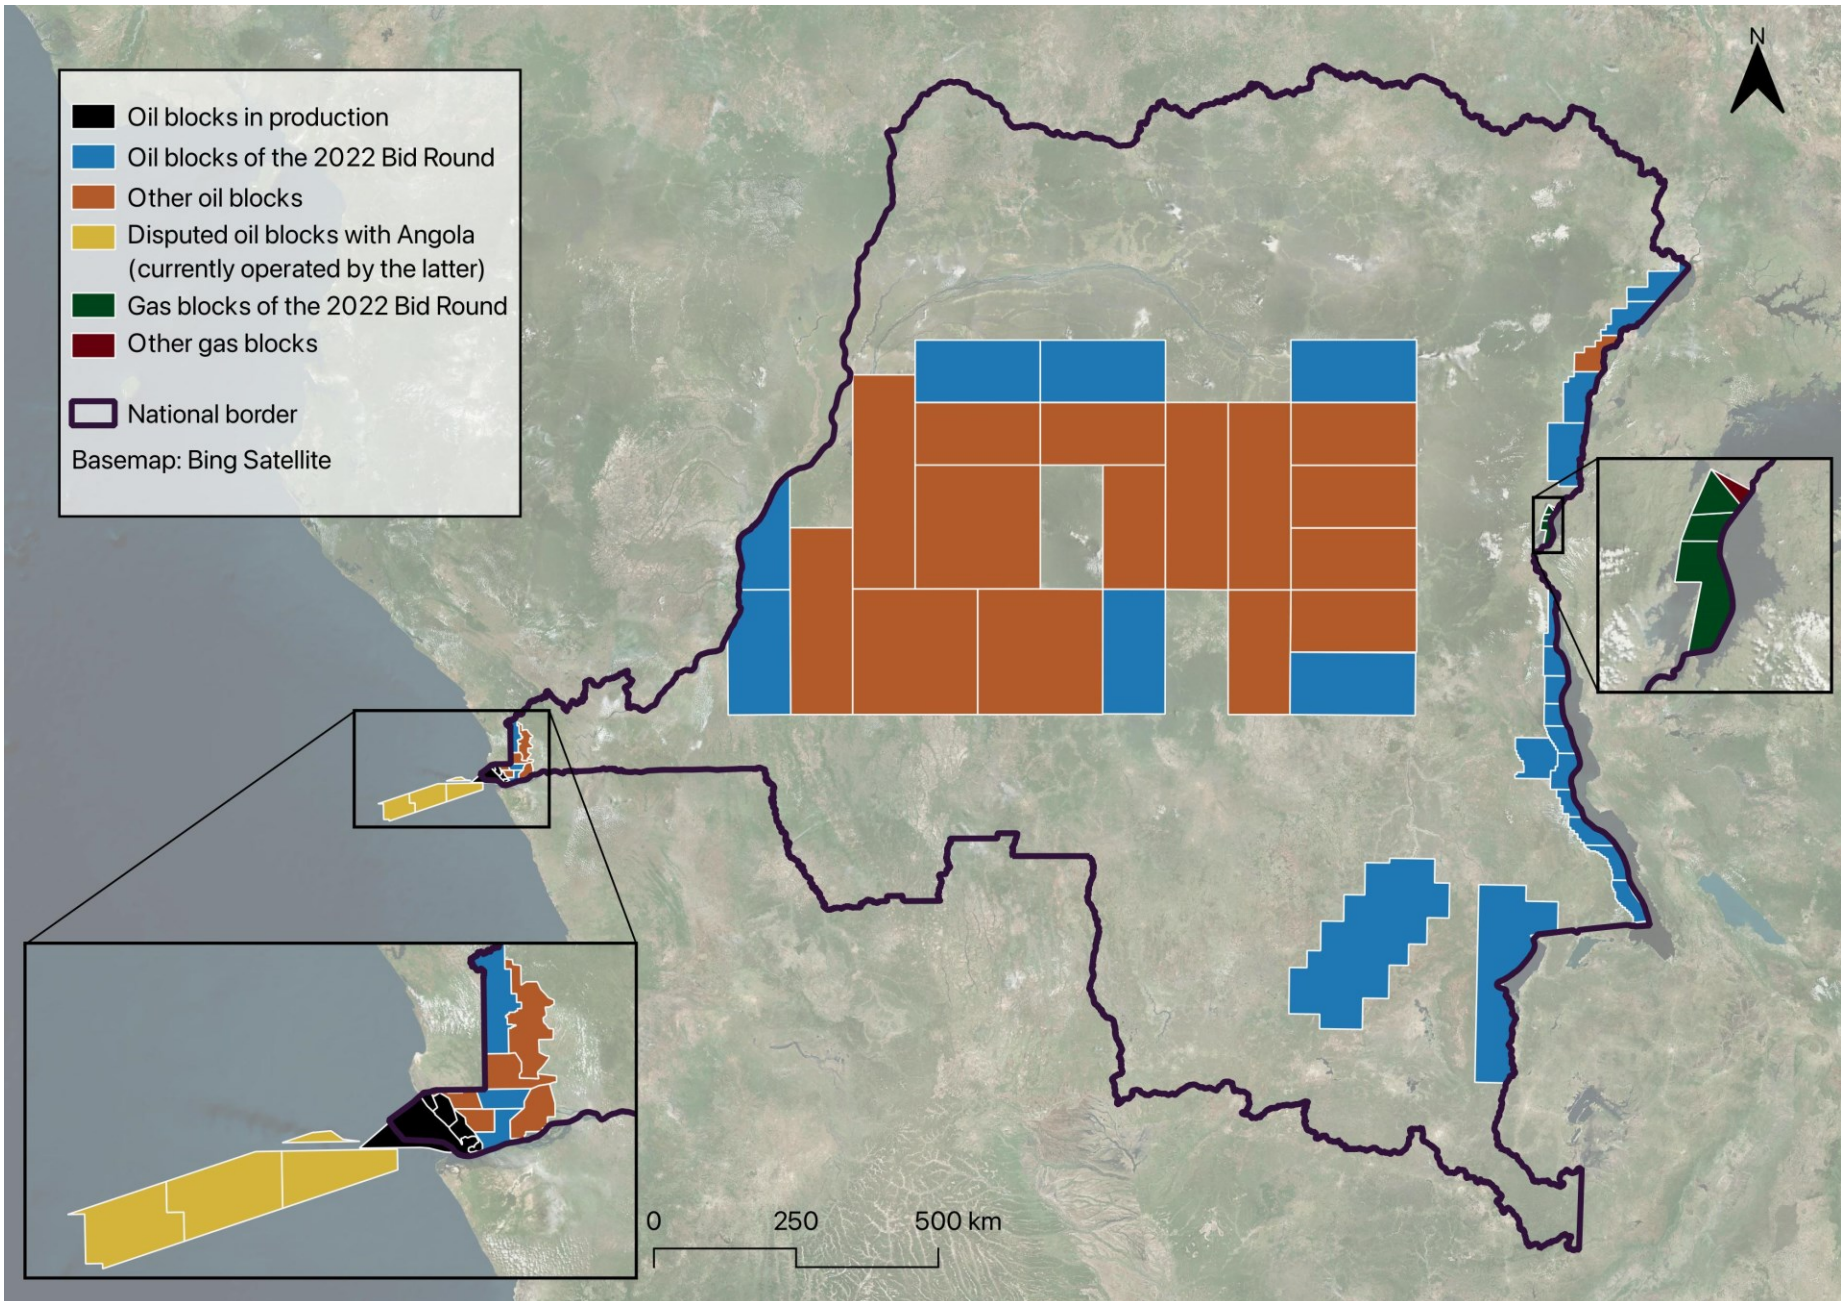 N
Oil blocks in production
Oil blocks of the 2022 Bid Round
Other oil blocks
Disputed oil blocks with Angola
(currently operated by the latter)
Gas blocks of the 2022 Bid Round
Other gas blocks
National border
Basemap: Bing Satellite
0 250 500 km